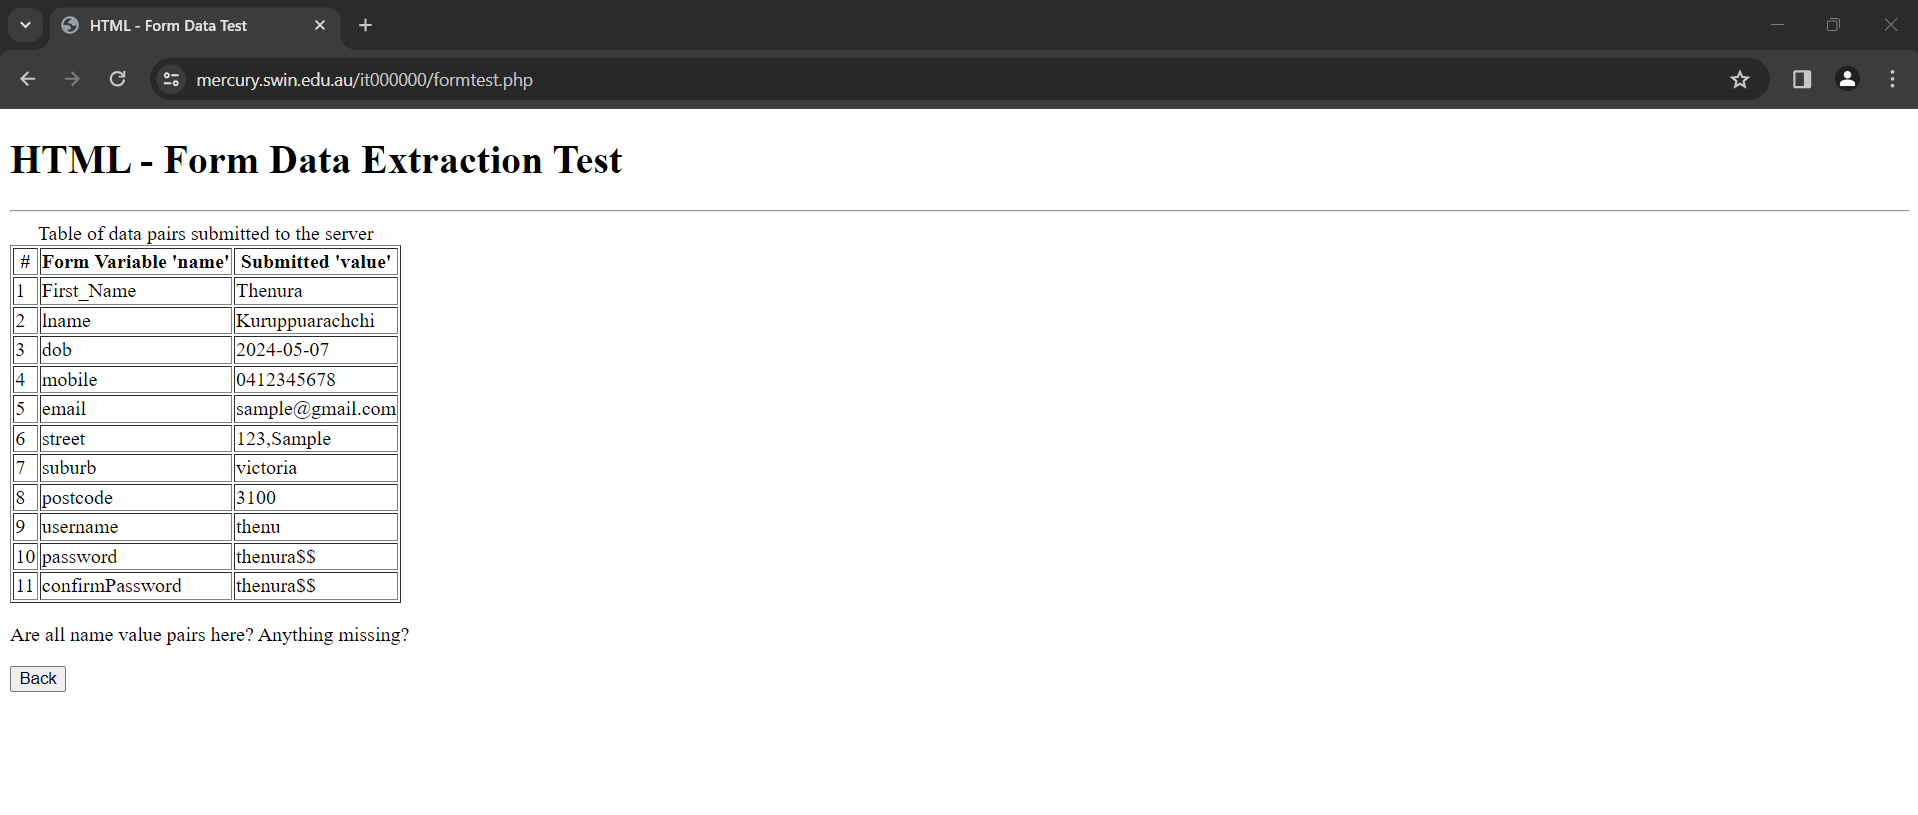 HTML - Form Data Test
mercury.swin.edu.au/it000000/formtest.php
HTML - Form Data Extraction Test
Table of data pairs submitted to the server
# Form Variable 'name' Submitted 'value'
1 First_Name Thenura
2 lname Kuruppuarachchi
3 dob 2024-05-07
4 mobile 0412345678
5 email sample@gmail.com
6 street 123,Sample
7 suburb victoria
8 postcode 3100
9 username thenu
10 password thenura$$
11 confirmPassword thenura$$
Are all name value pairs here? Anything missing?
Back